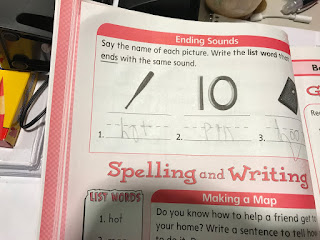 Ending Sounds
Say the name of each picture. Write the list word that
ends with the same sound.
10
1. hot 2. pan 3.
Spelling and Writing
LIST WORDS
1. hot
Making a Map
Do you know how to help a friend get to
your home? Write a sentence to tell how